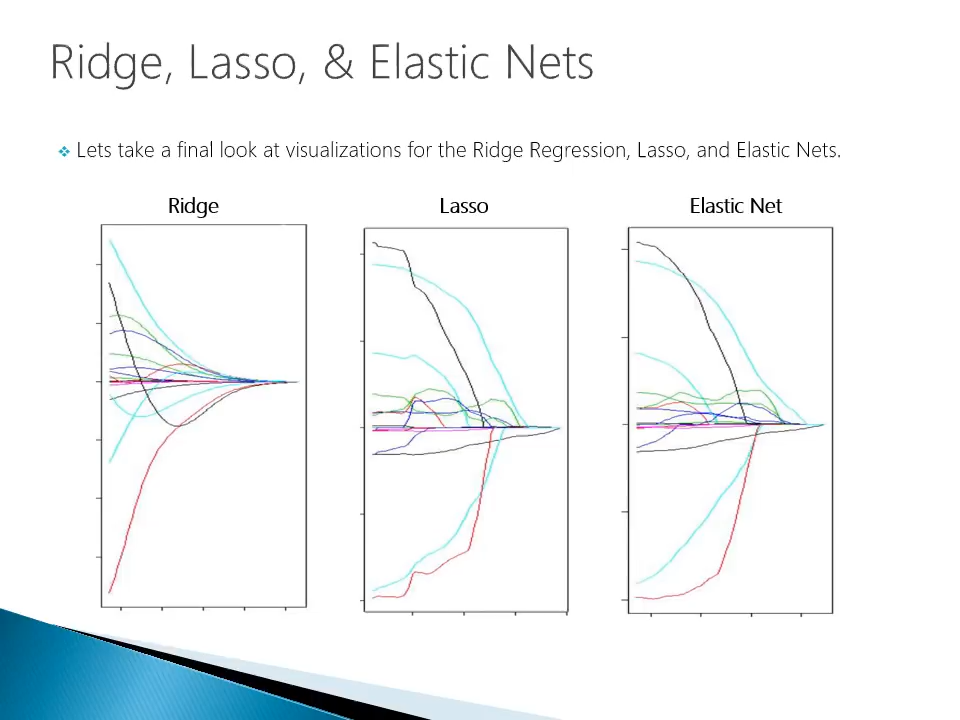 Ridge, Lasso, & Elastic Nets
Lets take a final look at visualizations for the Ridge Regression, Lasso, and Elastic Nets.
Ridge
Lasso
Elastic Net